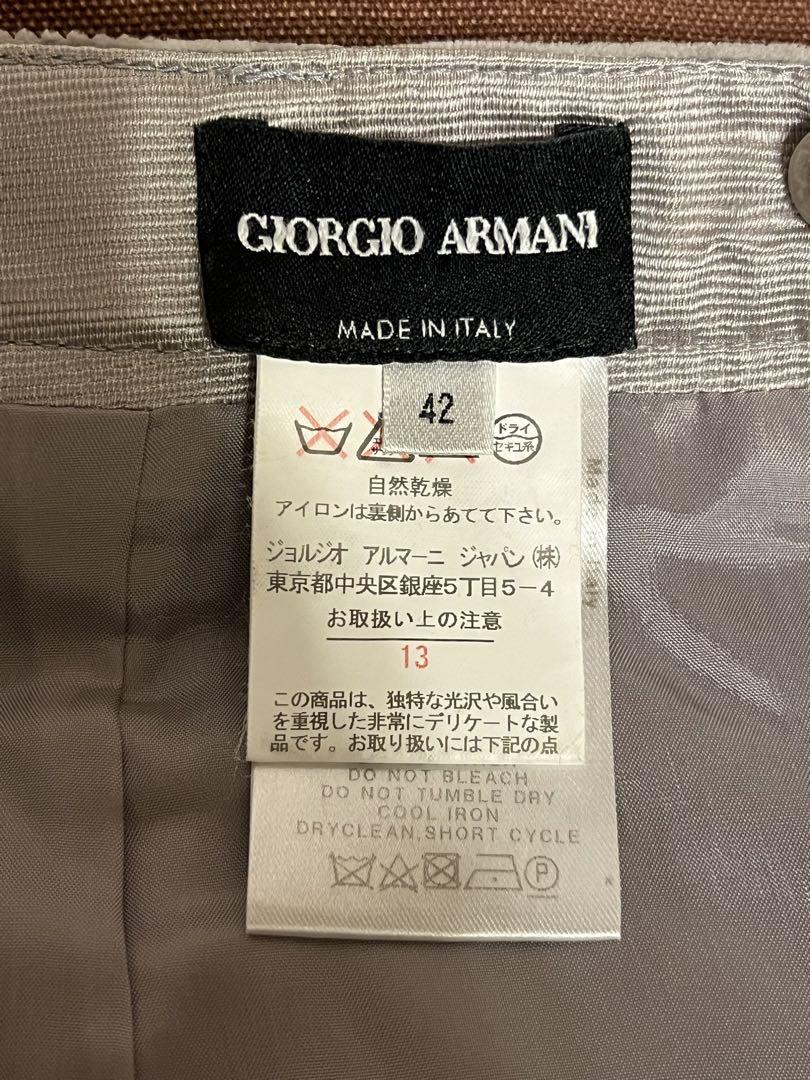 GIORGIO ARMANI
MADE IN ITALY
42
ドライ
セキユ系
自然乾燥
アイロンは裏側からあてて下さい。
ジョルジオ アルマーニ ジャパン(株)
東京都中央区銀座5丁目5-4
お取扱い上の注意
13
この商品は、独特な光沢や風合い
を重視した非常にデリケートな製
品です。お取り扱いには下記の点
DO NOT BLEACH
DO NOT TUMBLE DRY
COOL IRON
DRYCLEAN,SHORT CYCLE
P